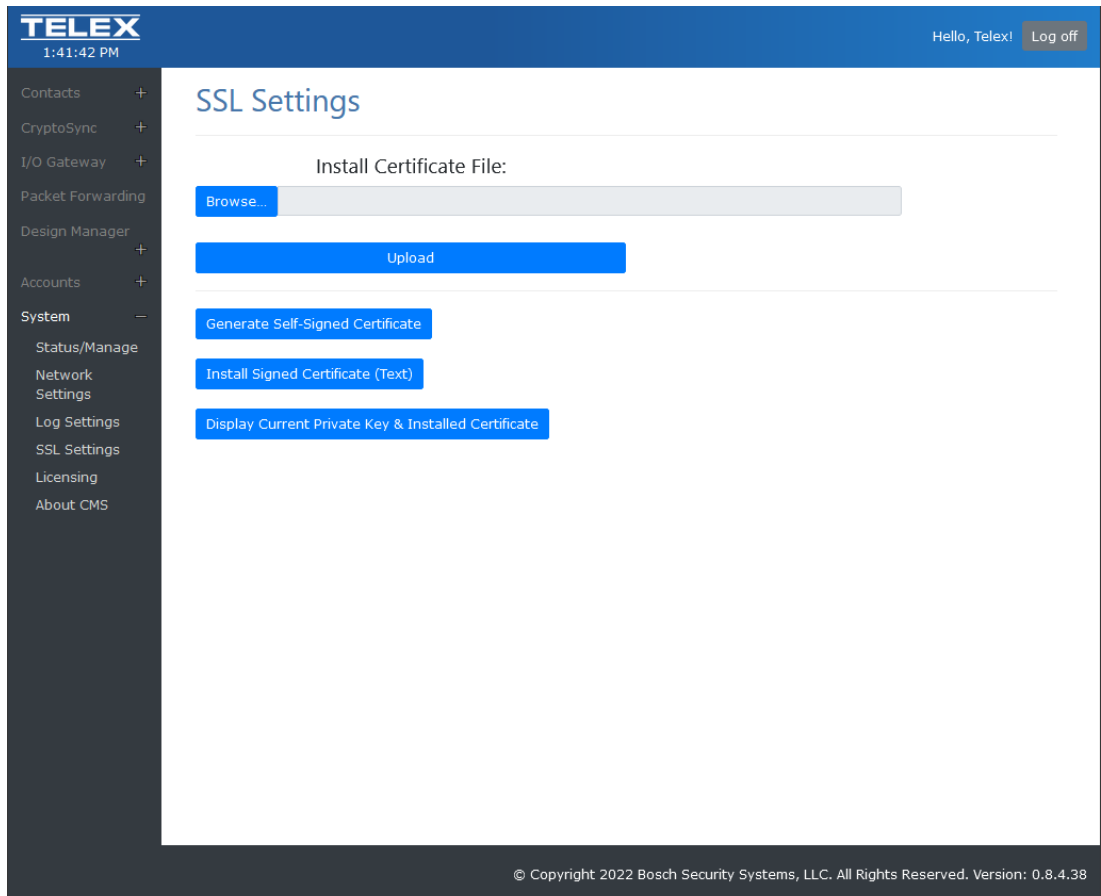 TELEX
1:41:42 PM
Hello, Telex!
Log off
Contacts +
CryptoSync +
I/O Gateway +
Packet Forwarding
Design Manager
+
Accounts +
System −
Status/Manage
Network
Settings
Log Settings
SSL Settings
Licensing
About CMS
SSL Settings
Install Certificate File:
Browse...
Upload
Generate Self-Signed Certificate
Install Signed Certificate (Text)
Display Current Private Key & Installed Certificate
© Copyright 2022 Bosch Security Systems, LLC. All Rights Reserved. Version: 0.8.4.38